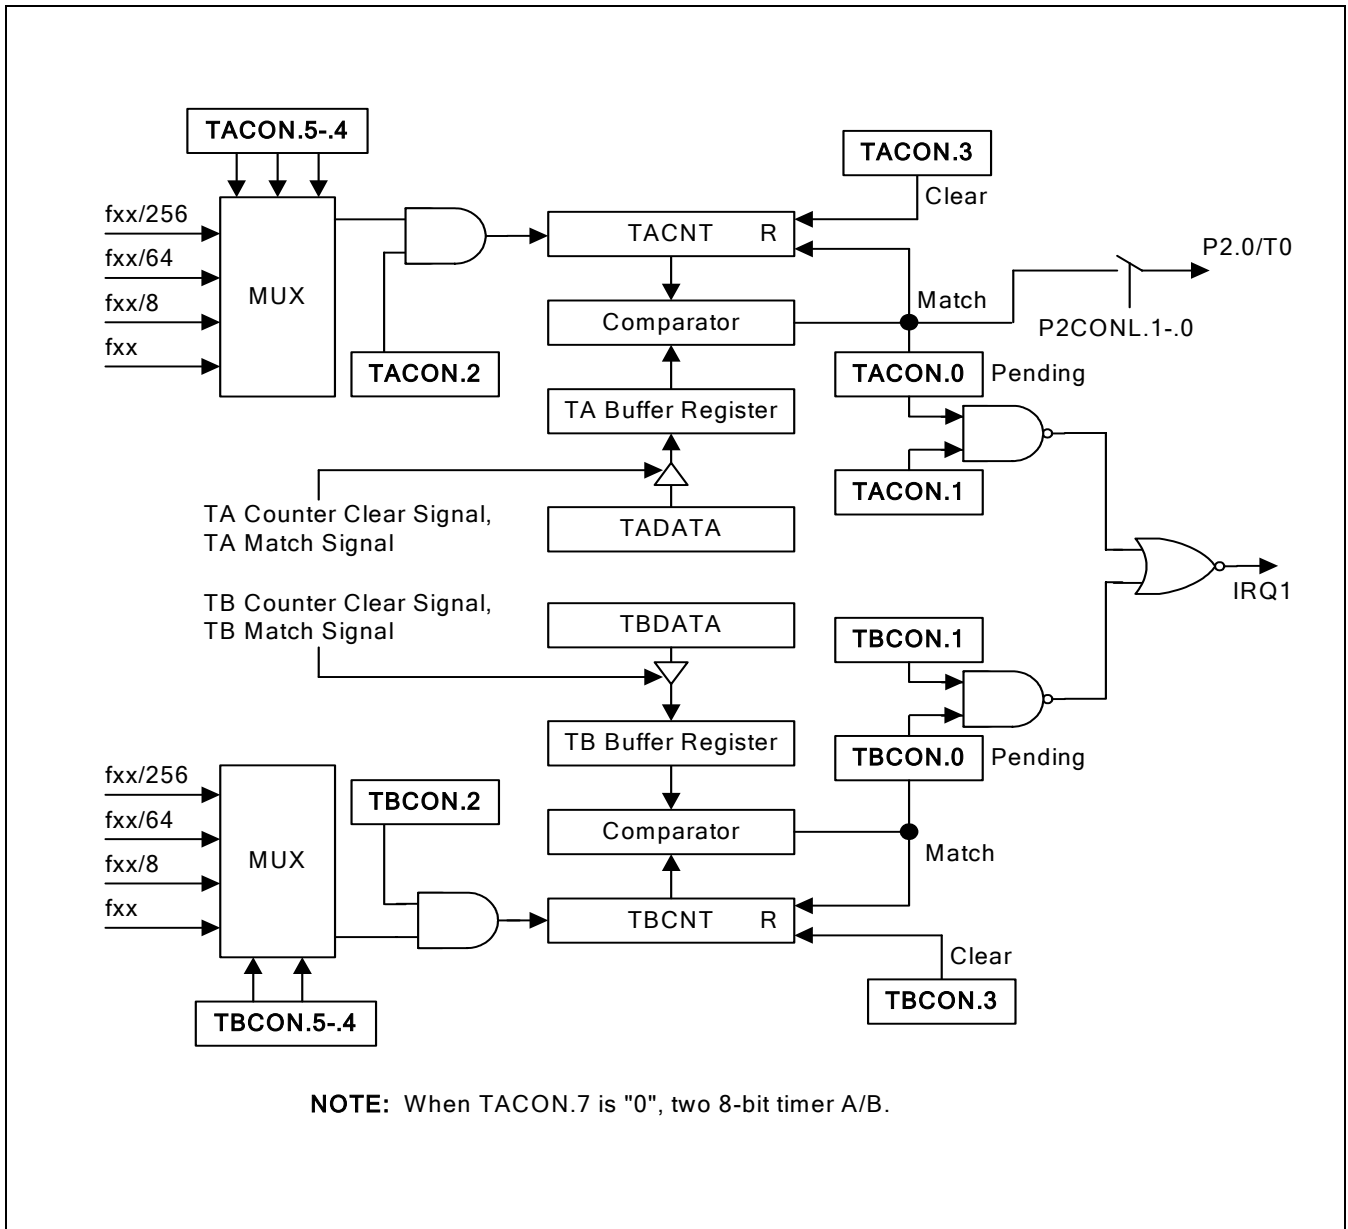 TACON.5-.4
TACON.3
Clear
fxx/256
fxx/64
fxx/8
fxx
MUX
TACON.2
TACNT R
Comparator
TA Buffer Register
TADATA
Match
P2.0/T0
P2CONL.1-.0
TACON.0 Pending
TACON.1
TA Counter Clear Signal,
TA Match Signal
IRQ1
TB Counter Clear Signal,
TB Match Signal
TBDATA
TB Buffer Register
Comparator
TBCNT R
TBCON.1
TBCON.0 Pending
Match
Clear
TBCON.3
fxx/256
fxx/64
fxx/8
fxx
MUX
TBCON.2
TBCON.5-.4
NOTE: When TACON.7 is "0", two 8-bit timer A/B.